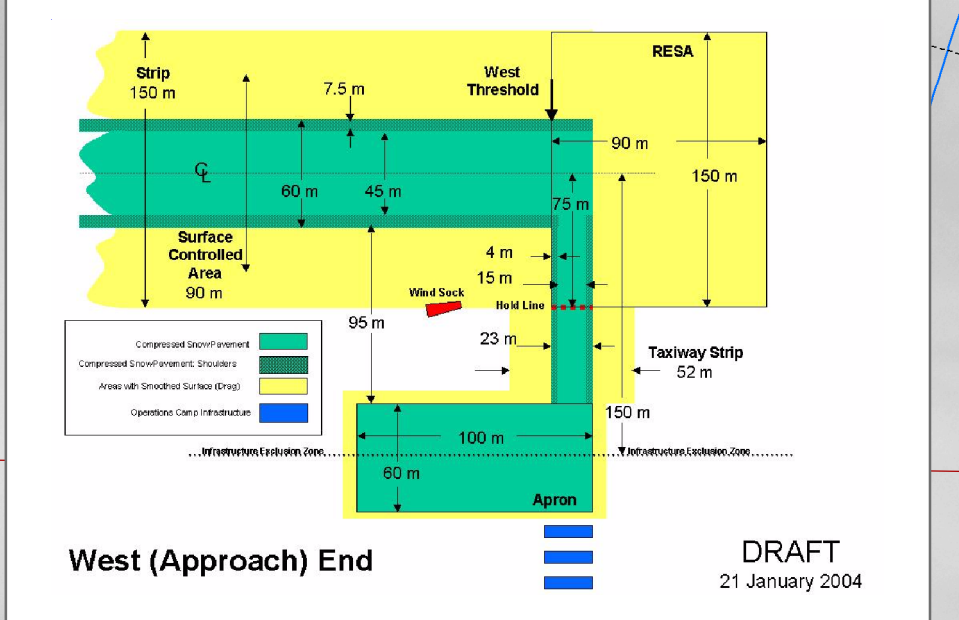 Strip
150 m
7.5 m
West
Threshold
RESA
90 m
150 m
℄
60 m
45 m
75 m
Surface
Controlled
Area
90 m
4 m
15 m
Wind Sock
Hold Line
95 m
23 m
Taxiway Strip
52 m
Compressed Snow Pavement
Compressed Snow Pavement: Shoulders
Areas with Smoothed Surface (Drag)
Operations Camp Infrastructure
150 m
100 m
Infrastructure Exclusion Zone
Infrastructure Exclusion Zone
60 m
Apron
West (Approach) End
DRAFT
21 January 2004